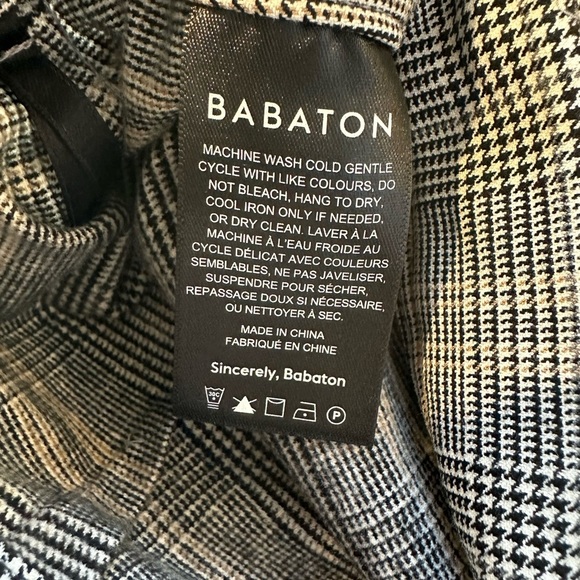 BABATON
MACHINE WASH COLD GENTLE
CYCLE WITH LIKE COLOURS, DO
NOT BLEACH, HANG TO DRY,
COOL IRON ONLY IF NEEDED,
OR DRY CLEAN. LAVER À LA
MACHINE À L'EAU FROIDE AU
CYCLE DÉLICAT AVEC COULEURS
SEMBLABLES, NE PAS JAVELISER,
SUSPENDRE POUR SÉCHER,
REPASSAGE DOUX SI NÉCESSAIRE,
OU NETTOYER À SEC.
MADE IN CHINA
FABRIQUÉ EN CHINE
Sincerely, Babaton
30C P